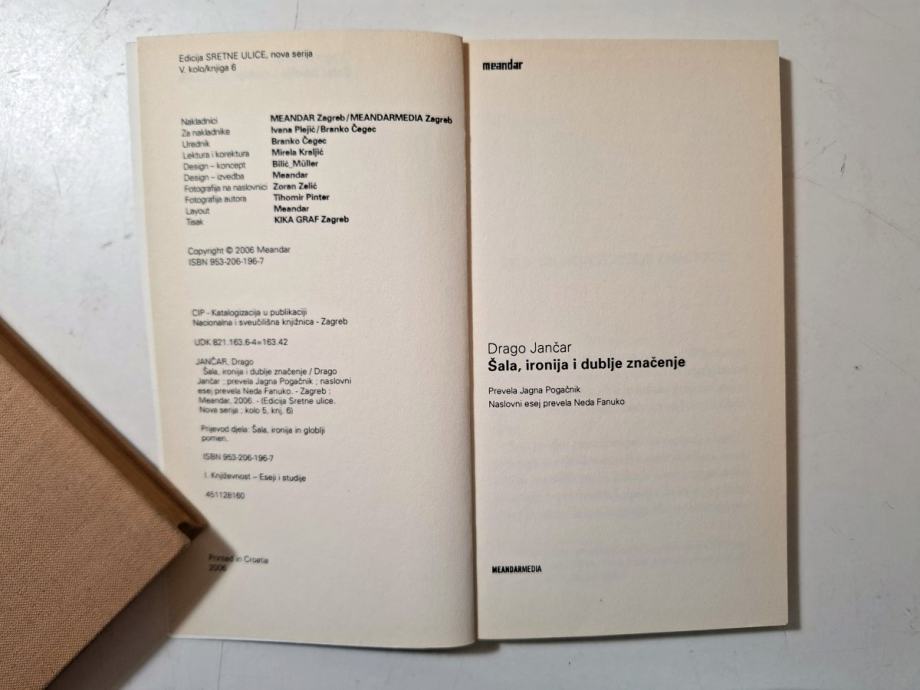 Edicija SRETNE ULICE, nova serija
V. kolo/knjiga 6
Nakladnici MEANDAR Zagreb/MEANDARMEDIA Zagreb
Za nakladnike Ivana Plejić/Branko Čegec
Urednik Branko Čegec
Lektura i korektura Mirela Kraljić
Design – koncept Bilić_Müller
Design – izvedba Meandar
Fotografija na naslovnici Zoran Zelić
Fotografija autora Tihomir Pinter
Layout Meandar
Tisak KIKA GRAF Zagreb
Copyright © 2006 Meandar
ISBN 953-206-196-7
CIP - Katalogizacija u publikaciji
Nacionalna i sveučilišna knjižnica - Zagreb
UDK 821.163.6-4=163.42
JANČAR, Drago
Šala, ironija i dublje značenje / Drago
Jančar ; prevela Jagna Pogačnik ; naslovni
esej prevela Neda Fanuko. - Zagreb :
Meandar, 2006. - (Edicija Sretne ulice.
Nova serija ; kolo 5, knj. 6)
Prijevod djela: Šala, ironija in globlji
pomen.
ISBN 953-206-196-7
I. Književnost – Eseji i studije
451128160
Printed in Croatia
2006
meandar
Drago Jančar
Šala, ironija i dublje značenje
Prevela Jagna Pogačnik
Naslovni esej prevela Neda Fanuko
MEANDARMEDIA